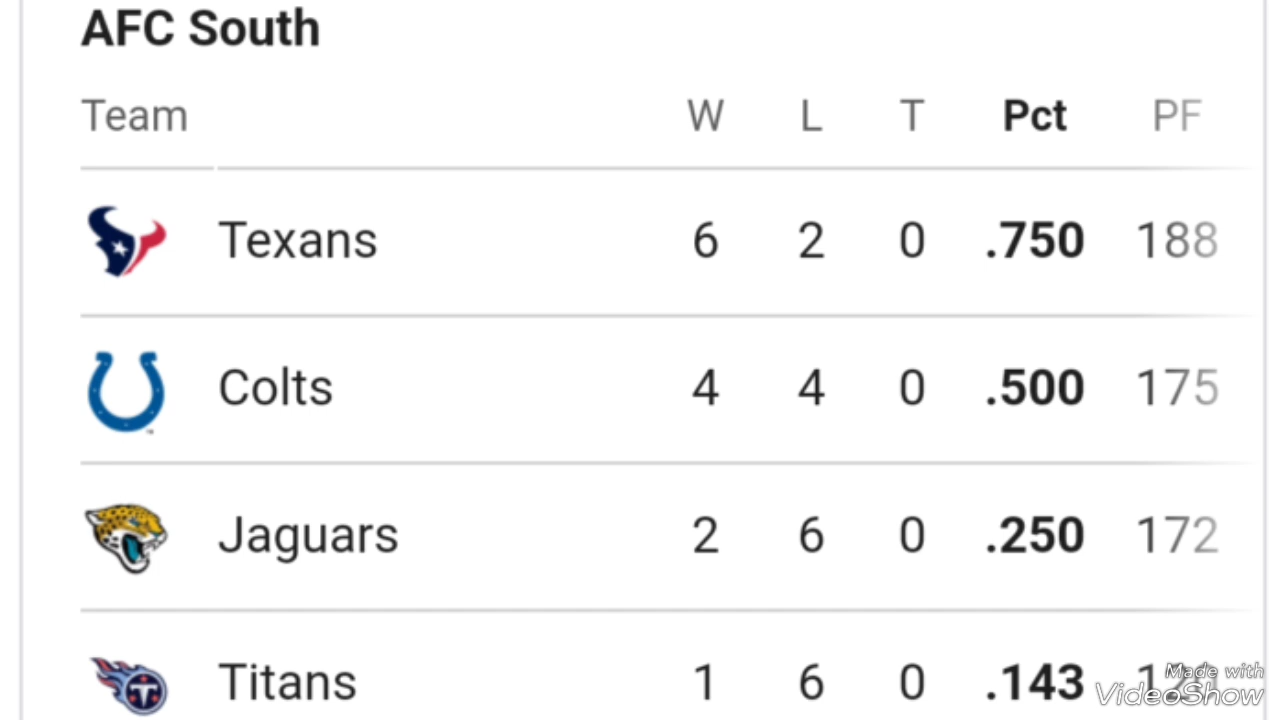 AFC South
Team W L T Pct PF
Texans 6 2 0 .750 188
Colts 4 4 0 .500 175
Jaguars 2 6 0 .250 172
Titans 1 6 0 .143
Made with
VideoShow